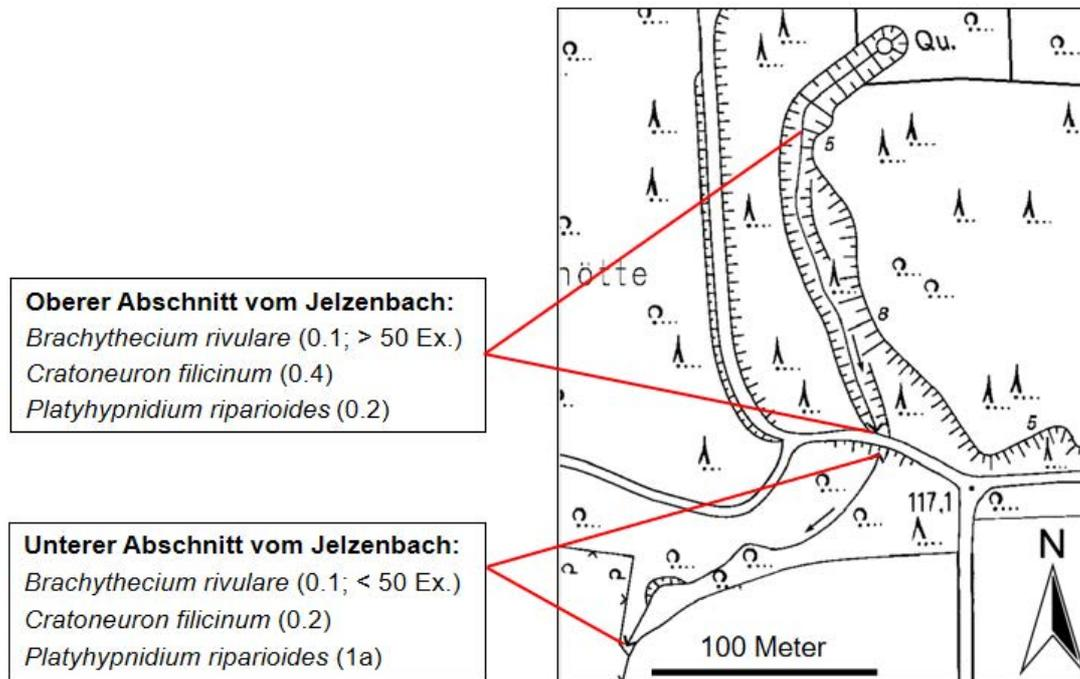 Qu.
5
hötte
8
Oberer Abschnitt vom Jelzenbach:
Brachythecium rivulare (0.1; > 50 Ex.)
Cratoneuron filicinum (0.4)
Platyhypnidium riparioides (0.2)
5
117,1
Unterer Abschnitt vom Jelzenbach:
Brachythecium rivulare (0.1; < 50 Ex.)
Cratoneuron filicinum (0.2)
Platyhypnidium riparioides (1a)
N
100 Meter